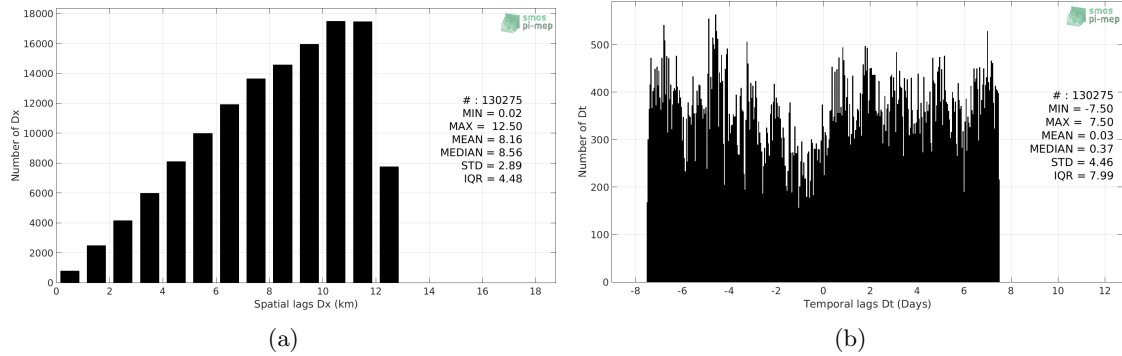 smos
pi-mep
18000
16000
14000
12000
10000
8000
6000
4000
2000
0
Number of Dx
# : 130275
MIN = 0.02
MAX = 12.50
MEAN = 8.16
MEDIAN = 8.56
STD = 2.89
IQR = 4.48
0 2 4 6 8 10 12 14 16 18
Spatial lags Dx (km)
(a)
smos
pi-mep
500
400
300
200
100
0
Number of Dt
# : 130275
MIN = -7.50
MAX = 7.50
MEAN = 0.03
MEDIAN = 0.37
STD = 4.46
IQR = 7.99
-8 -6 -4 -2 0 2 4 6 8 10 12
Temporal lags Dt (Days)
(b)